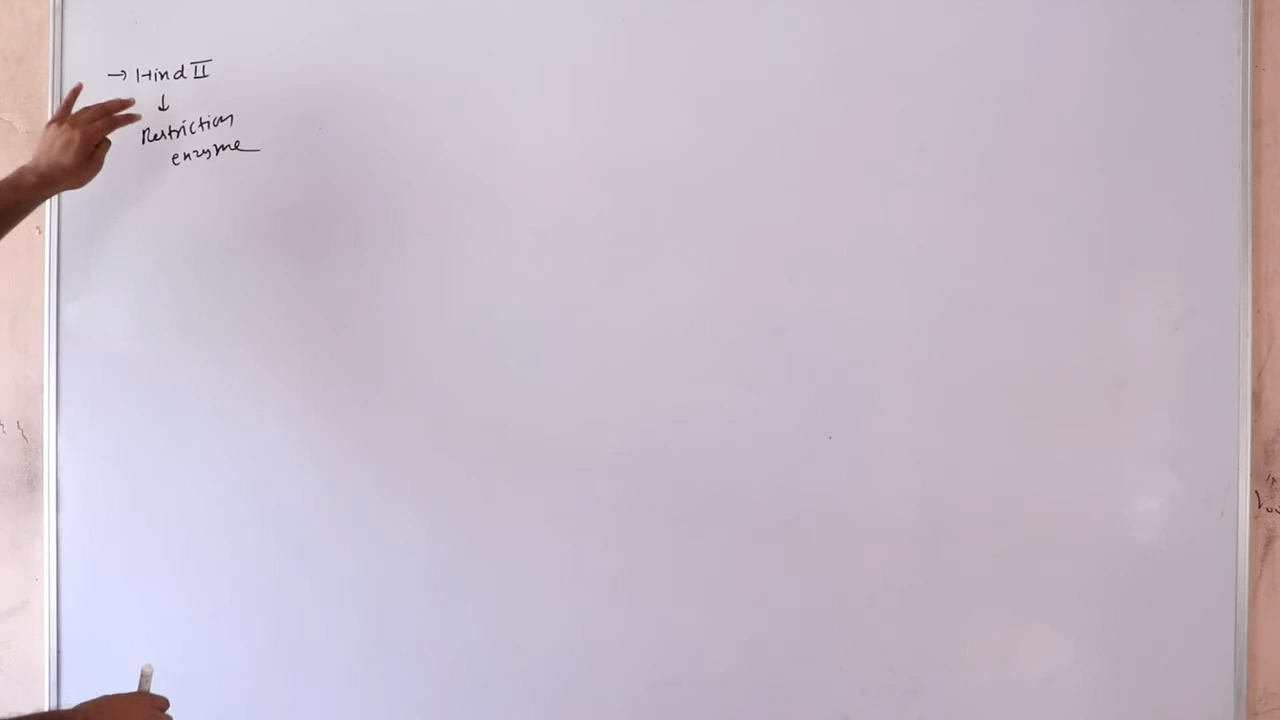 → Hind II
↓
Restriction
enzyme